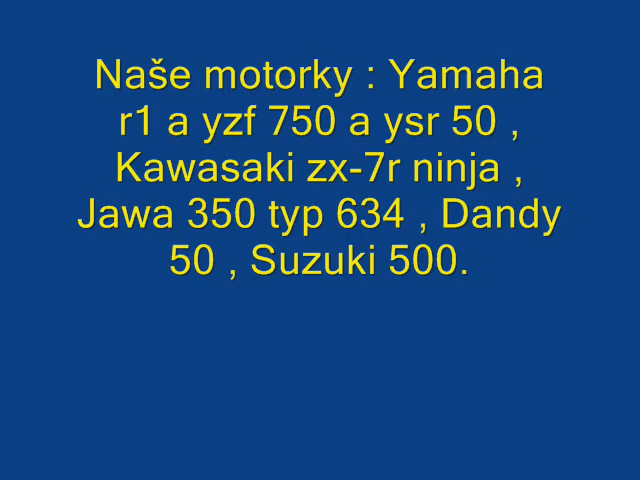 Naše motorky : Yamaha
r1 a yzf 750 a ysr 50 ,
Kawasaki zx-7r ninja ,
Jawa 350 typ 634 , Dandy
50 , Suzuki 500.